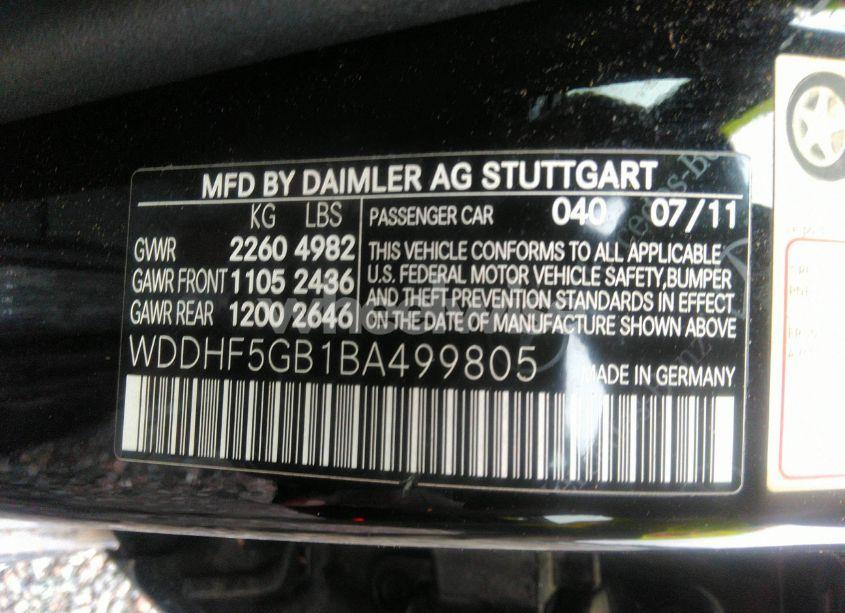 MFD BY DAIMLER AG STUTTGART
KG LBS
PASSENGER CAR 040 07/11
GVWR 2260 4982
GAWR FRONT 1105 2436
GAWR REAR 1200 2646
THIS VEHICLE CONFORMS TO ALL APPLICABLE
U.S. FEDERAL MOTOR VEHICLE SAFETY,BUMPER
AND THEFT PREVENTION STANDARDS IN EFFECT
ON THE DATE OF MANUFACTURE SHOWN ABOVE
WDDHF5GB1BA499805
MADE IN GERMANY